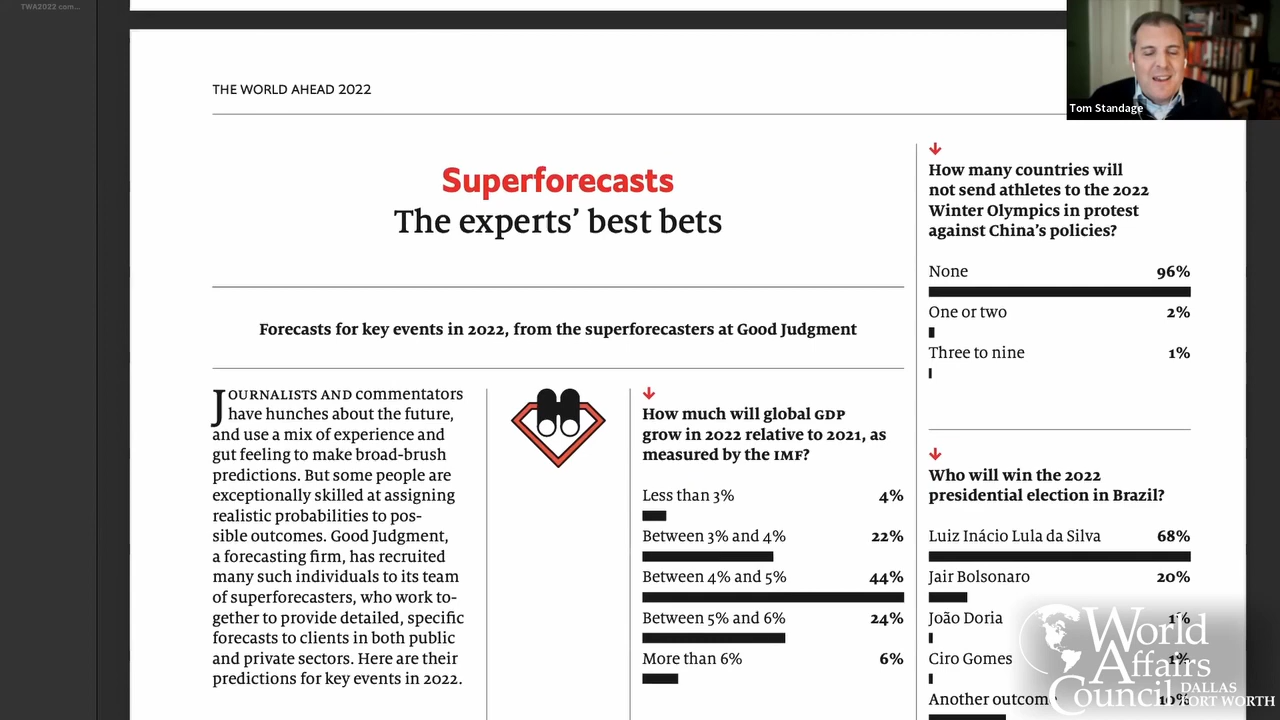 TWA2022 com...
THE WORLD AHEAD 2022
Tom Standage
Superforecasts
The experts’ best bets
Forecasts for key events in 2022, from the superforecasters at Good Judgment
JOURNALISTS AND commentators
have hunches about the future,
and use a mix of experience and
gut feeling to make broad-brush
predictions. But some people are
exceptionally skilled at assigning
realistic probabilities to pos-
sible outcomes. Good Judgment,
a forecasting firm, has recruited
many such individuals to its team
of superforecasters, who work to-
gether to provide detailed, specific
forecasts to clients in both public
and private sectors. Here are their
predictions for key events in 2022.
How much will global GDP
grow in 2022 relative to 2021, as
measured by the IMF?
Less than 3% 4%
Between 3% and 4% 22%
Between 4% and 5% 44%
Between 5% and 6% 24%
More than 6% 6%
How many countries will
not send athletes to the 2022
Winter Olympics in protest
against China’s policies?
None 96%
One or two 2%
Three to nine 1%
Who will win the 2022
presidential election in Brazil?
Luiz Inácio Lula da Silva 68%
Jair Bolsonaro 20%
João Doria 1%
Ciro Gomes 1%
Another outcome 10%
World
Affairs
Council DALLAS
FORT WORTH